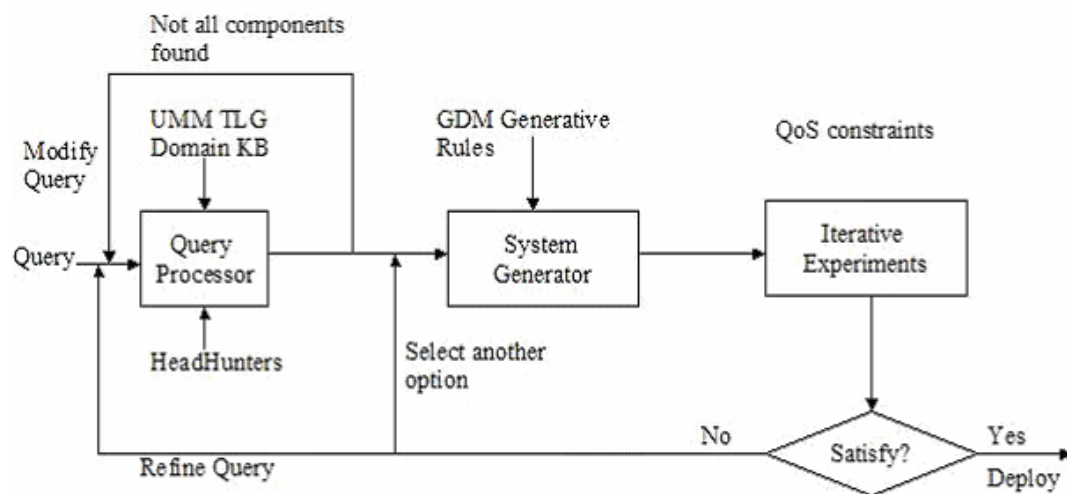 Not all components
found
UMM TLG
Domain KB
GDM Generative
Rules
QoS constraints
Modify
Query
Query
Query
Processor
System
Generator
Iterative
Experiments
HeadHunters
Select another
option
No
Satisfy?
Yes
Refine Query
Deploy